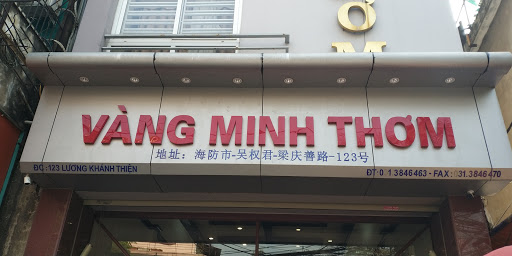 Ơ
M
VÀNG MINH THƠM
地址：海防市-吴权君-梁庆善路-123号
ĐC :123 LƯƠNG KHÁNH THIỆN
ĐT:0 1 3846463 - FAX: 031.3846470